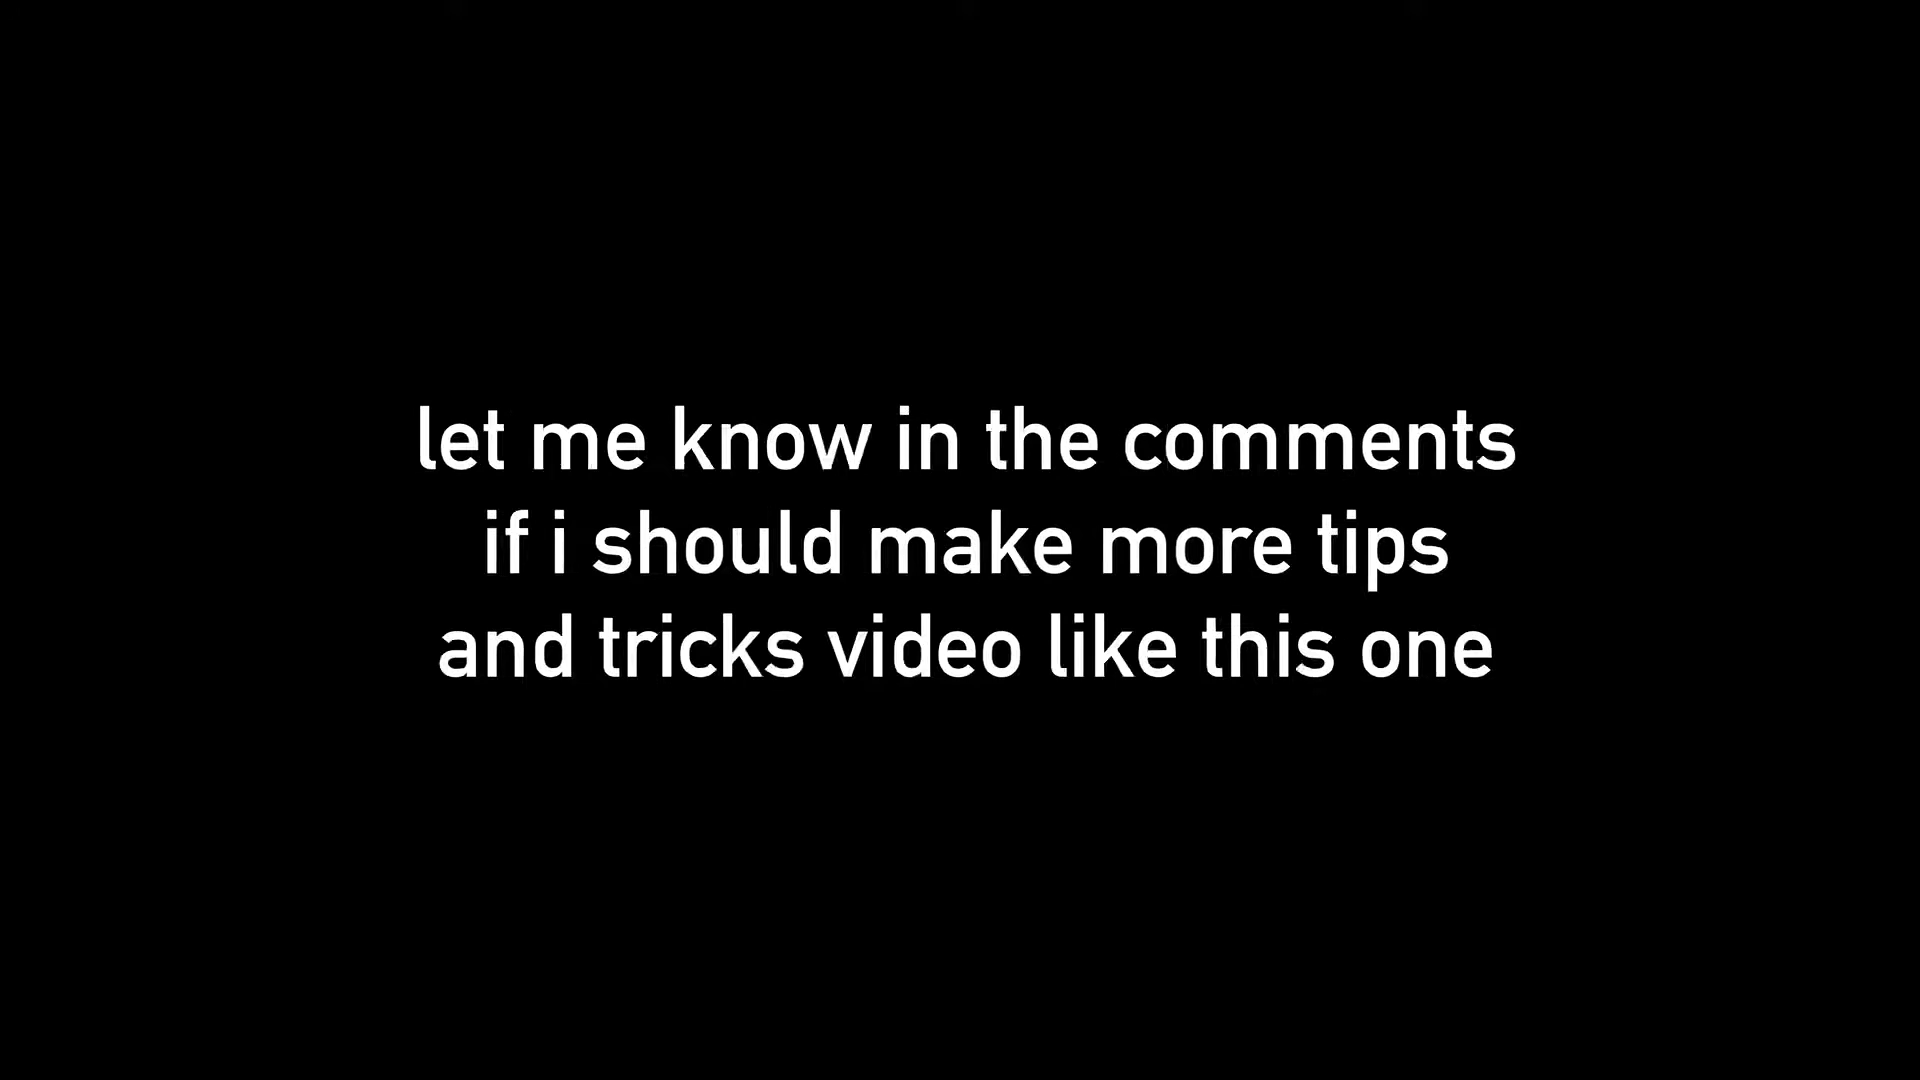 let me know in the comments
if i should make more tips
and tricks video like this one